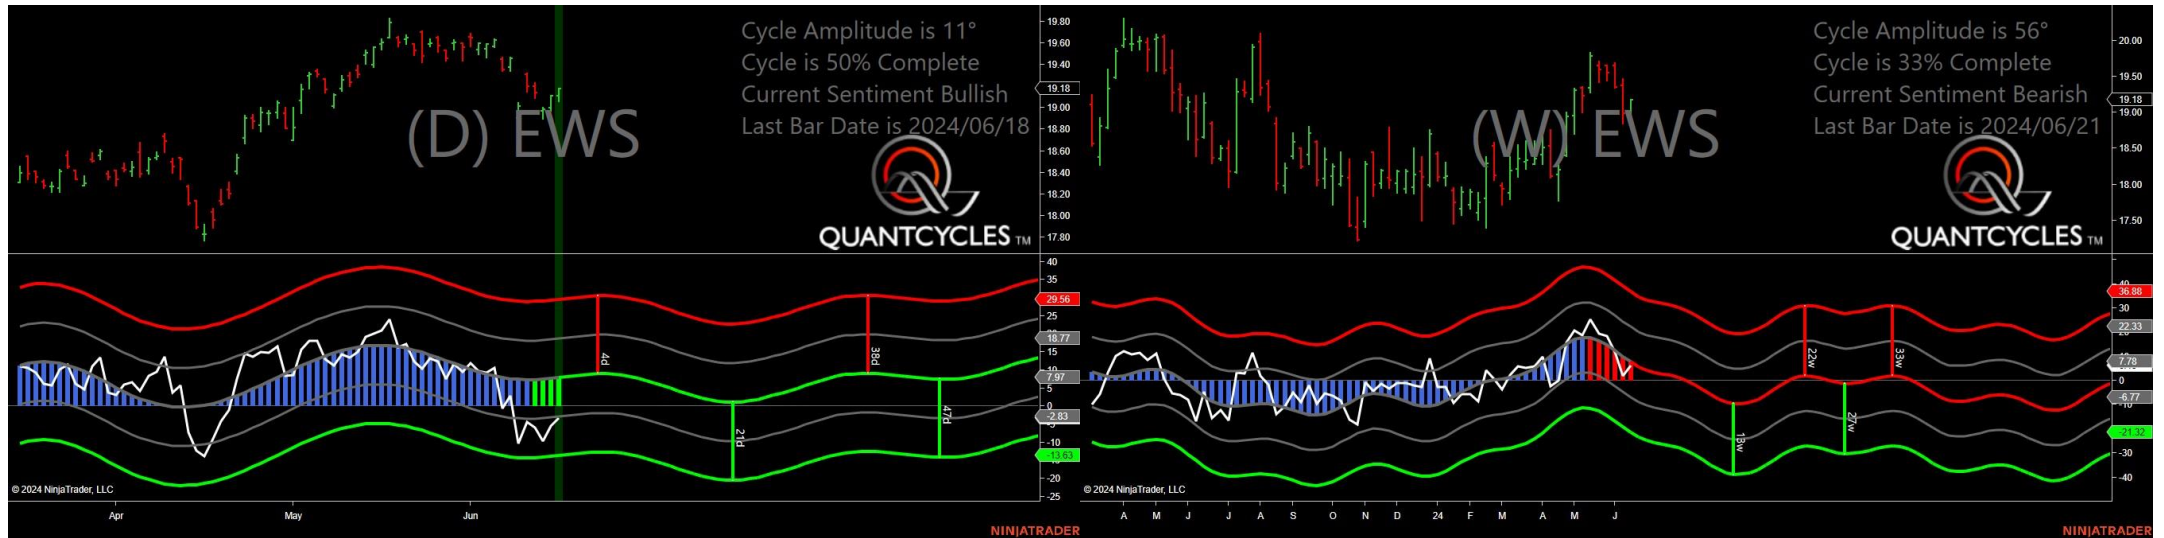 Cycle Amplitude is 11°
Cycle is 50% Complete
Current Sentiment Bullish
Last Bar Date is 2024/06/18
(D) EWS
QUANTCYCLES TM
19.80
19.60
19.40
19.18
19.00
18.80
18.60
18.40
18.20
18.00
17.80
40
35
29.56
25
18.77
15
10
7.97
5
0
-2.83
-5
-10
-13.63
-20
-25
4d
21d
38d
47d
© 2024 NinjaTrader, LLC
Apr
May
Jun
NINJATRADER
Cycle Amplitude is 56°
Cycle is 33% Complete
Current Sentiment Bearish
Last Bar Date is 2024/06/21
(W) EWS
QUANTCYCLES TM
20.00
19.50
19.18
19.00
18.50
18.00
17.50
36.88
30
22.33
7.78
0
-6.77
-21.32
-30
-40
13w
22w
27w
33w
© 2024 NinjaTrader, LLC
A
M
J
J
A
S
O
N
D
24
F
M
A
M
J
NINJATRADER